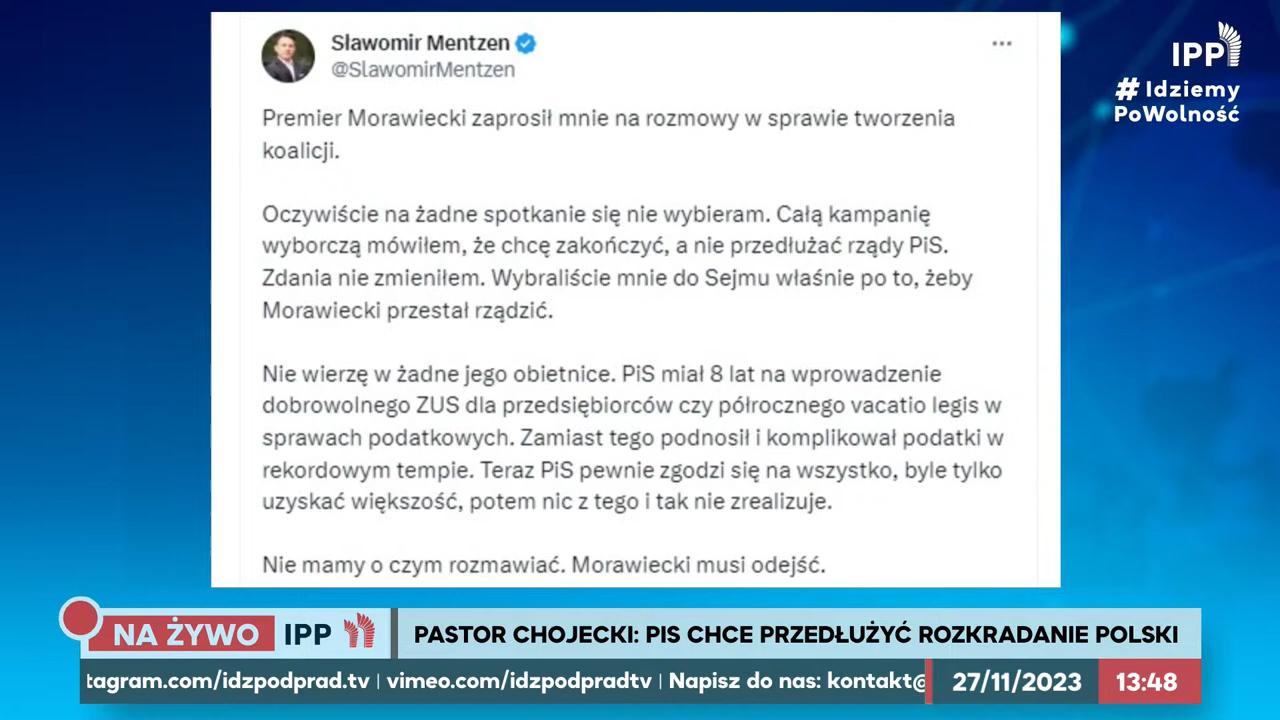 Sławomir Mentzen
@SlawomirMentzen
Premier Morawiecki zaprosił mnie na rozmowy w sprawie tworzenia
koalicji.
Oczywiście na żadne spotkanie się nie wybieram. Całą kampanię
wyborczą mówiłem, że chcę zakończyć, a nie przedłużać rządy PiS.
Zdania nie zmieniłem. Wybraliście mnie do Sejmu właśnie po to, żeby
Morawiecki przestał rządzić.
Nie wierzę w żadne jego obietnice. PiS miał 8 lat na wprowadzenie
dobrowolnego ZUS dla przedsiębiorców czy półrocznego vacatio legis w
sprawach podatkowych. Zamiast tego podnosił i komplikował podatki w
rekordowym tempie. Teraz PiS pewnie zgodzi się na wszystko, byle tylko
uzyskać większość, potem nic z tego i tak nie zrealizuje.
Nie mamy o czym rozmawiać. Morawiecki musi odejść.
IPP
#Idziemy
PoWolność
NA ŻYWO IPP
PASTOR CHOJECKI: PIS CHCE PRZEDŁUŻYĆ ROZKRADANIE POLSKI
tagram.com/idzpodprad.tv | vimeo.com/idzpodpradtv | Napisz do nas: kontakt@
27/11/2023 13:48